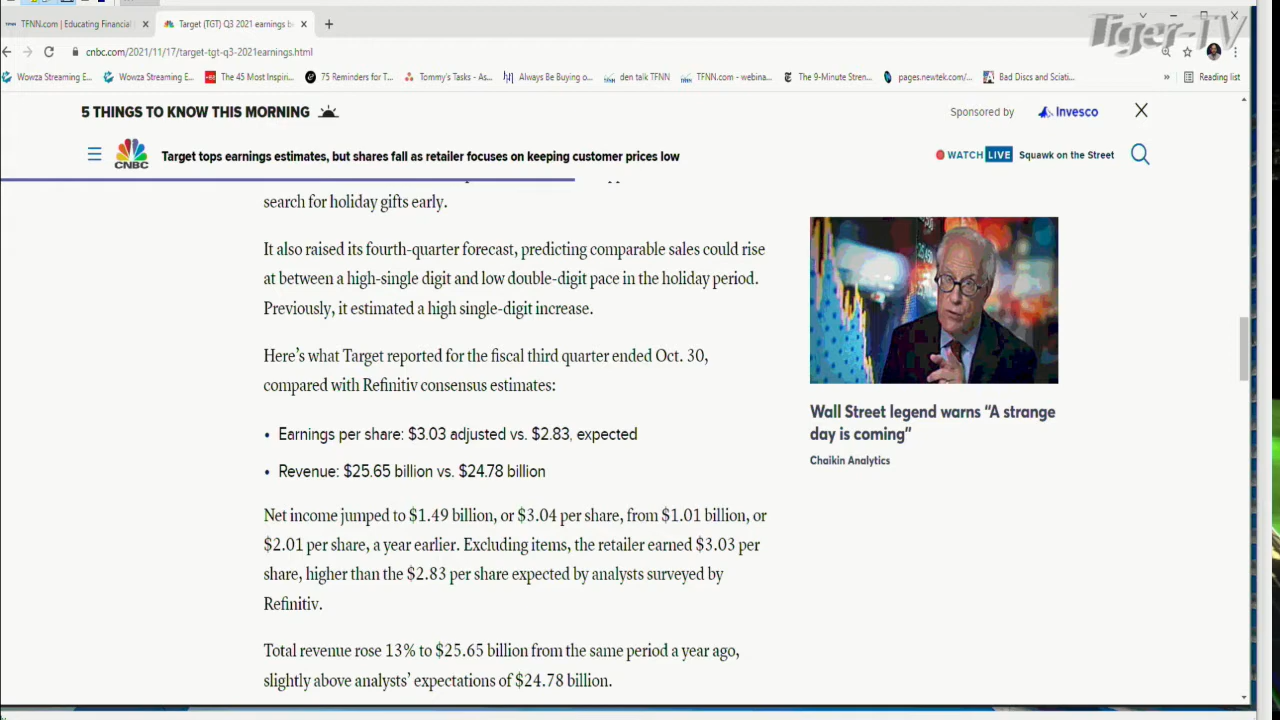 TFNN.com | Educating Financial
Target (TGT) Q3 2021 earnings b
Tiger-TV
cnbc.com/2021/11/17/target-tgt-q3-2021earnings.html
Wowza Streaming E...
Wowza Streaming E...
The 45 Most Inspiri...
75 Reminders for T...
Tommy's Tasks - As...
Always Be Buying o...
den talk TFNN
TFNN.com - webina...
The 9-Minute Stren...
pages.newtek.com/...
Bad Discs and Sciati...
»
Reading list
5 THINGS TO KNOW THIS MORNING
Sponsored by Invesco
CNBC
Target tops earnings estimates, but shares fall as retailer focuses on keeping customer prices low
WATCH LIVE Squawk on the Street
search for holiday gifts early.
It also raised its fourth-quarter forecast, predicting comparable sales could rise
at between a high-single digit and low double-digit pace in the holiday period.
Previously, it estimated a high single-digit increase.
Here's what Target reported for the fiscal third quarter ended Oct. 30,
compared with Refinitiv consensus estimates:
• Earnings per share: $3.03 adjusted vs. $2.83, expected
• Revenue: $25.65 billion vs. $24.78 billion
Net income jumped to $1.49 billion, or $3.04 per share, from $1.01 billion, or
$2.01 per share, a year earlier. Excluding items, the retailer earned $3.03 per
share, higher than the $2.83 per share expected by analysts surveyed by
Refinitiv.
Total revenue rose 13% to $25.65 billion from the same period a year ago,
slightly above analysts' expectations of $24.78 billion.
Wall Street legend warns “A strange
day is coming”
Chaikin Analytics